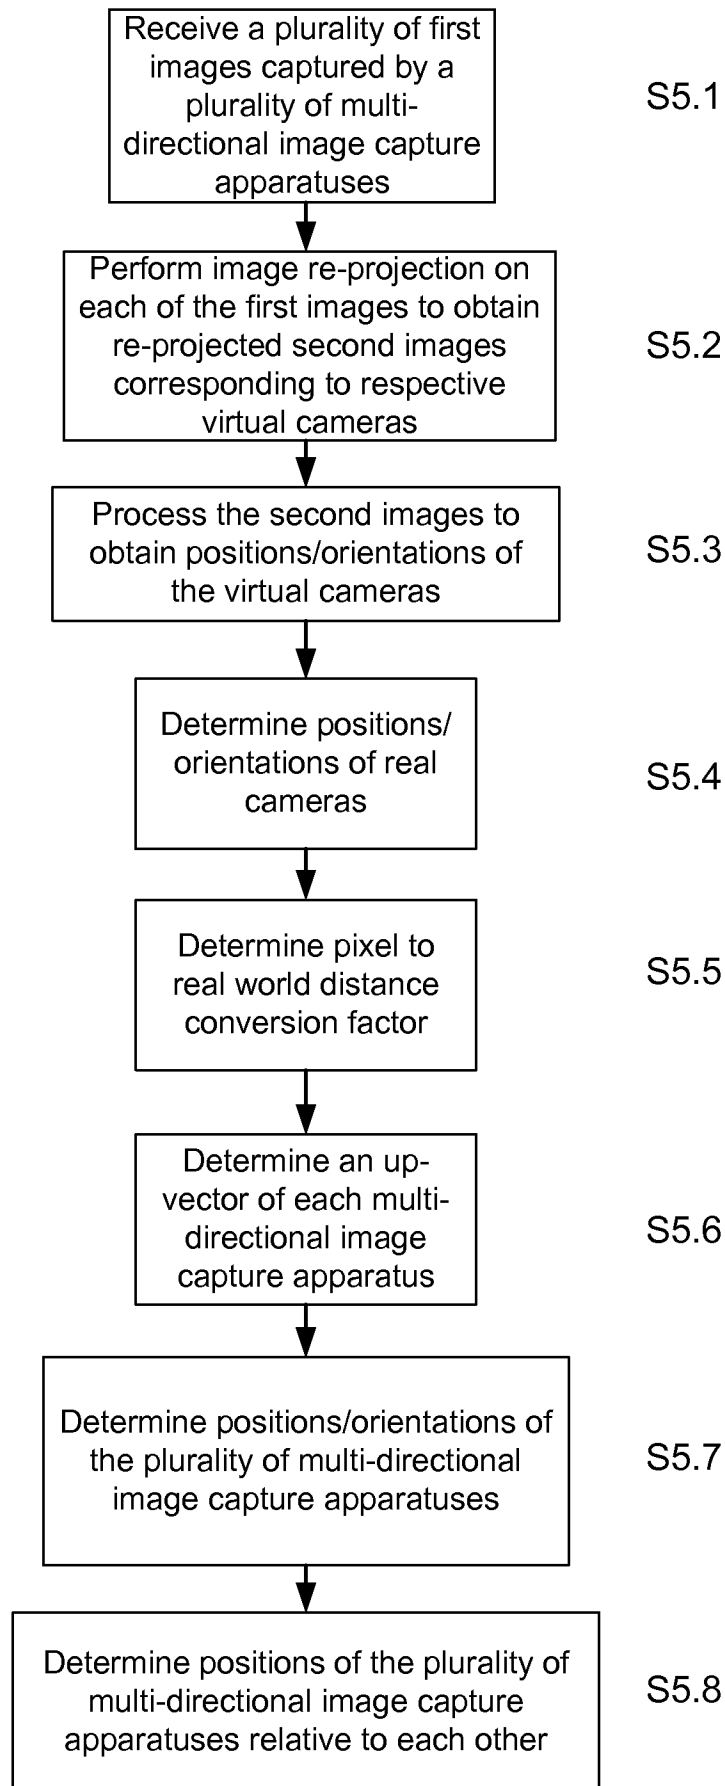 Receive a plurality of first
images captured by a
plurality of multi-
directional image capture
apparatuses
S5.1
Perform image re-projection on
each of the first images to obtain
re-projected second images
corresponding to respective
virtual cameras
S5.2
Process the second images to
obtain positions/orientations of
the virtual cameras
S5.3
Determine positions/
orientations of real
cameras
S5.4
Determine pixel to
real world distance
conversion factor
S5.5
Determine an up-
vector of each multi-
directional image
capture apparatus
S5.6
Determine positions/orientations of
the plurality of multi-directional
image capture apparatuses
S5.7
Determine positions of the plurality of
multi-directional image capture
apparatuses relative to each other
S5.8